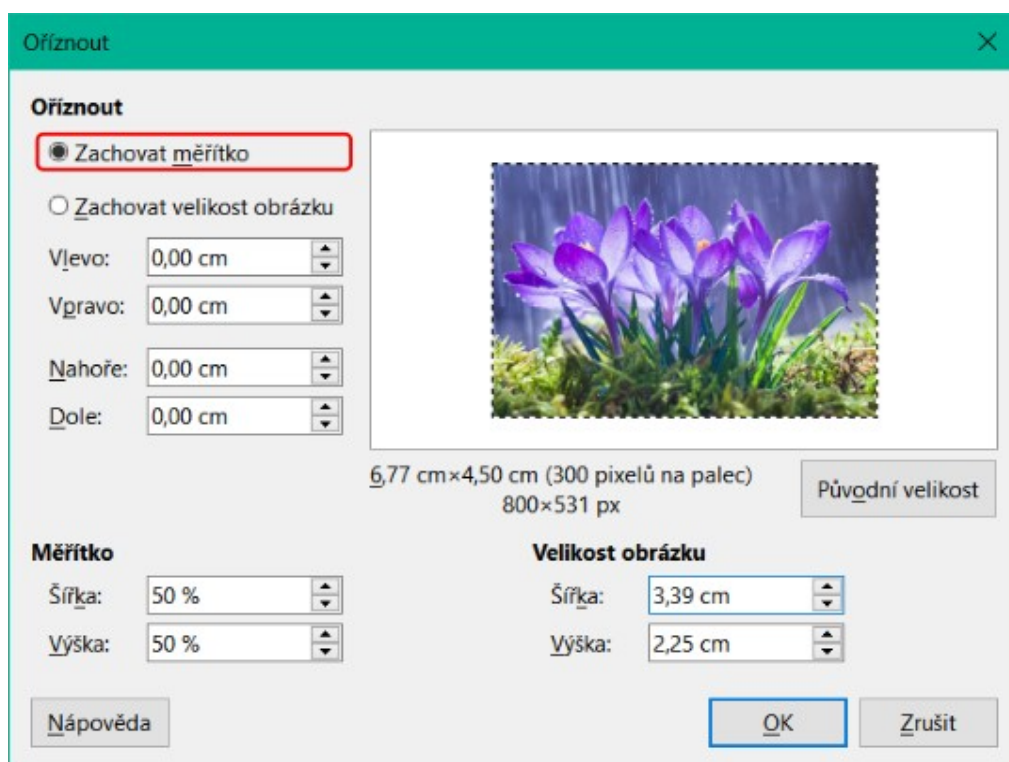 Oříznout
Oříznout
Zachovat měřítko
Zachovat velikost obrázku
Vlevo: 0,00 cm
Vpravo: 0,00 cm
Nahoře: 0,00 cm
Dole: 0,00 cm
6,77 cm×4,50 cm (300 pixelů na palec)
800×531 px
Původní velikost
Měřítko
Šířka: 50 %
Výška: 50 %
Velikost obrázku
Šířka: 3,39 cm
Výška: 2,25 cm
Nápověda
OK
Zrušit